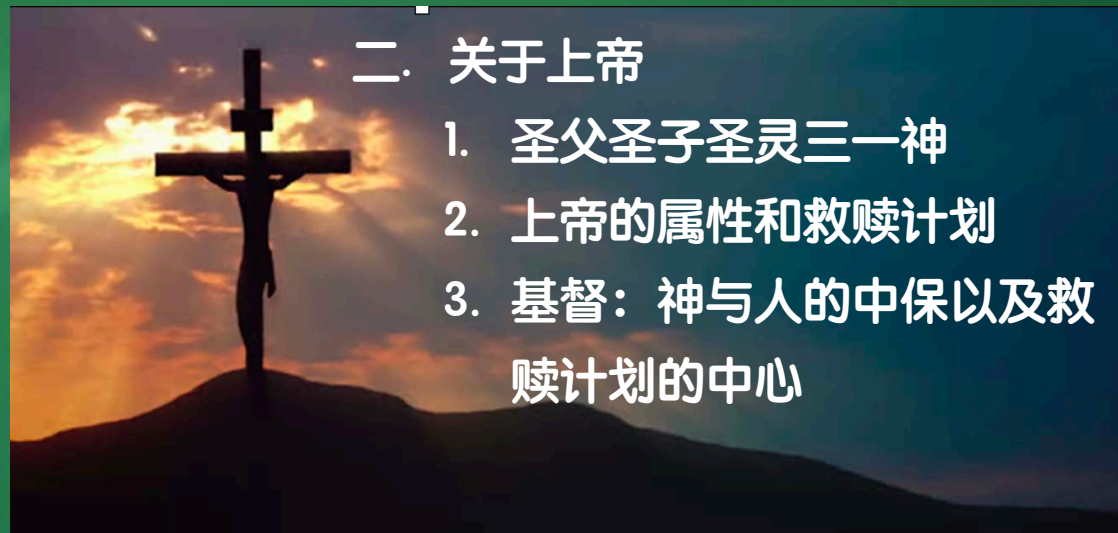 二. 关于上帝
1. 圣父圣子圣灵三一神
2. 上帝的属性和救赎计划
3. 基督：神与人的中保以及救
赎计划的中心